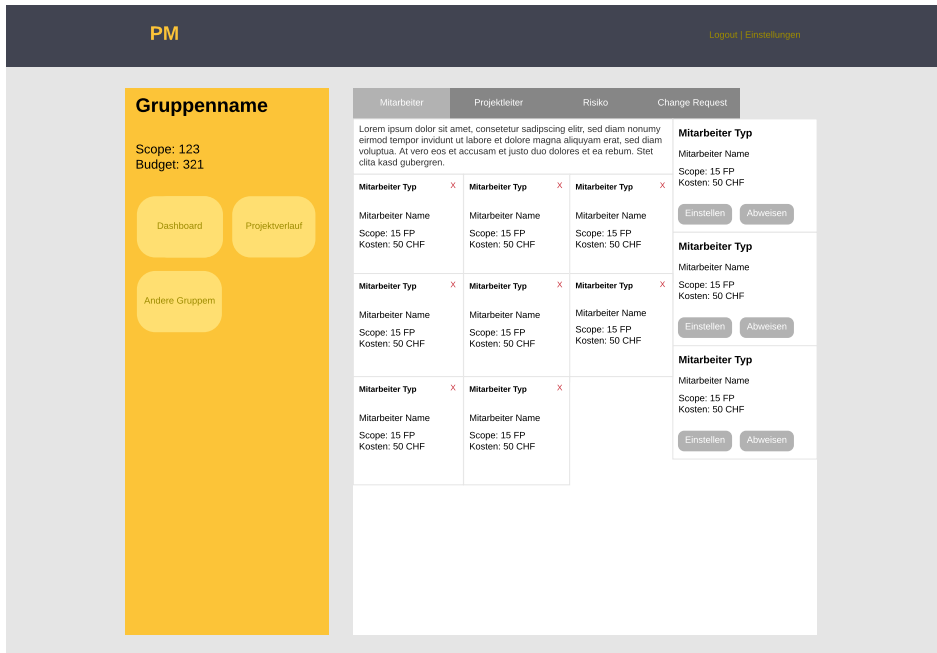 PM
Logout | Einstellungen
Gruppenname
Scope: 123
Budget: 321
Dashboard
Projektverlauf
Andere Gruppem
Mitarbeiter
Projektleiter
Risiko
Change Request
Lorem ipsum dolor sit amet, consetetur sadipscing elitr, sed diam nonumy
eirmod tempor invidunt ut labore et dolore magna aliquyam erat, sed diam
voluptua. At vero eos et accusam et justo duo dolores et ea rebum. Stet
clita kasd gubergren.
Mitarbeiter Typ X
Mitarbeiter Name
Scope: 15 FP
Kosten: 50 CHF
Mitarbeiter Typ X
Mitarbeiter Name
Scope: 15 FP
Kosten: 50 CHF
Mitarbeiter Typ X
Mitarbeiter Name
Scope: 15 FP
Kosten: 50 CHF
Mitarbeiter Typ X
Mitarbeiter Name
Scope: 15 FP
Kosten: 50 CHF
Mitarbeiter Typ X
Mitarbeiter Name
Scope: 15 FP
Kosten: 50 CHF
Mitarbeiter Typ X
Mitarbeiter Name
Scope: 15 FP
Kosten: 50 CHF
Mitarbeiter Typ X
Mitarbeiter Name
Scope: 15 FP
Kosten: 50 CHF
Mitarbeiter Typ X
Mitarbeiter Name
Scope: 15 FP
Kosten: 50 CHF
Mitarbeiter Typ
Mitarbeiter Name
Scope: 15 FP
Kosten: 50 CHF
Einstellen Abweisen
Mitarbeiter Typ
Mitarbeiter Name
Scope: 15 FP
Kosten: 50 CHF
Einstellen Abweisen
Mitarbeiter Typ
Mitarbeiter Name
Scope: 15 FP
Kosten: 50 CHF
Einstellen Abweisen